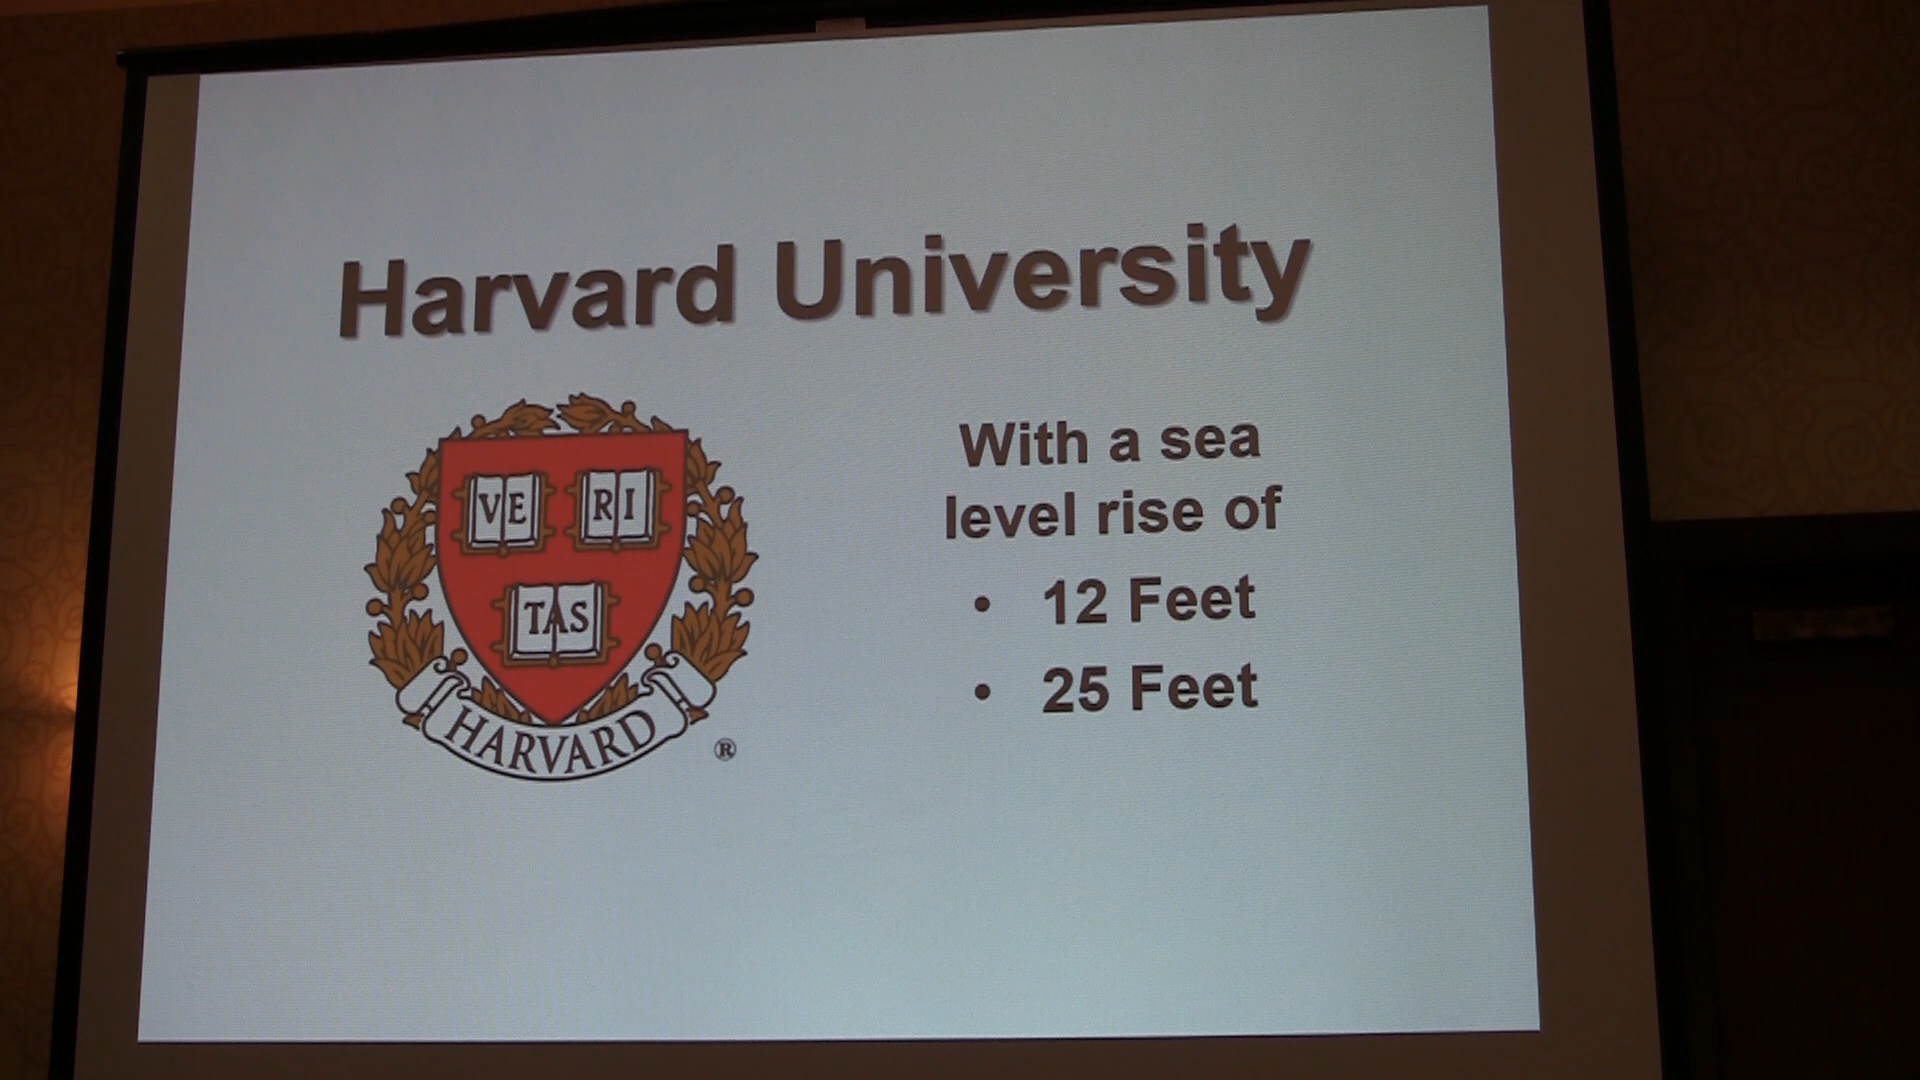 Harvard University
VE RI
TAS
HARVARD ®
With a sea
level rise of
• 12 Feet
• 25 Feet